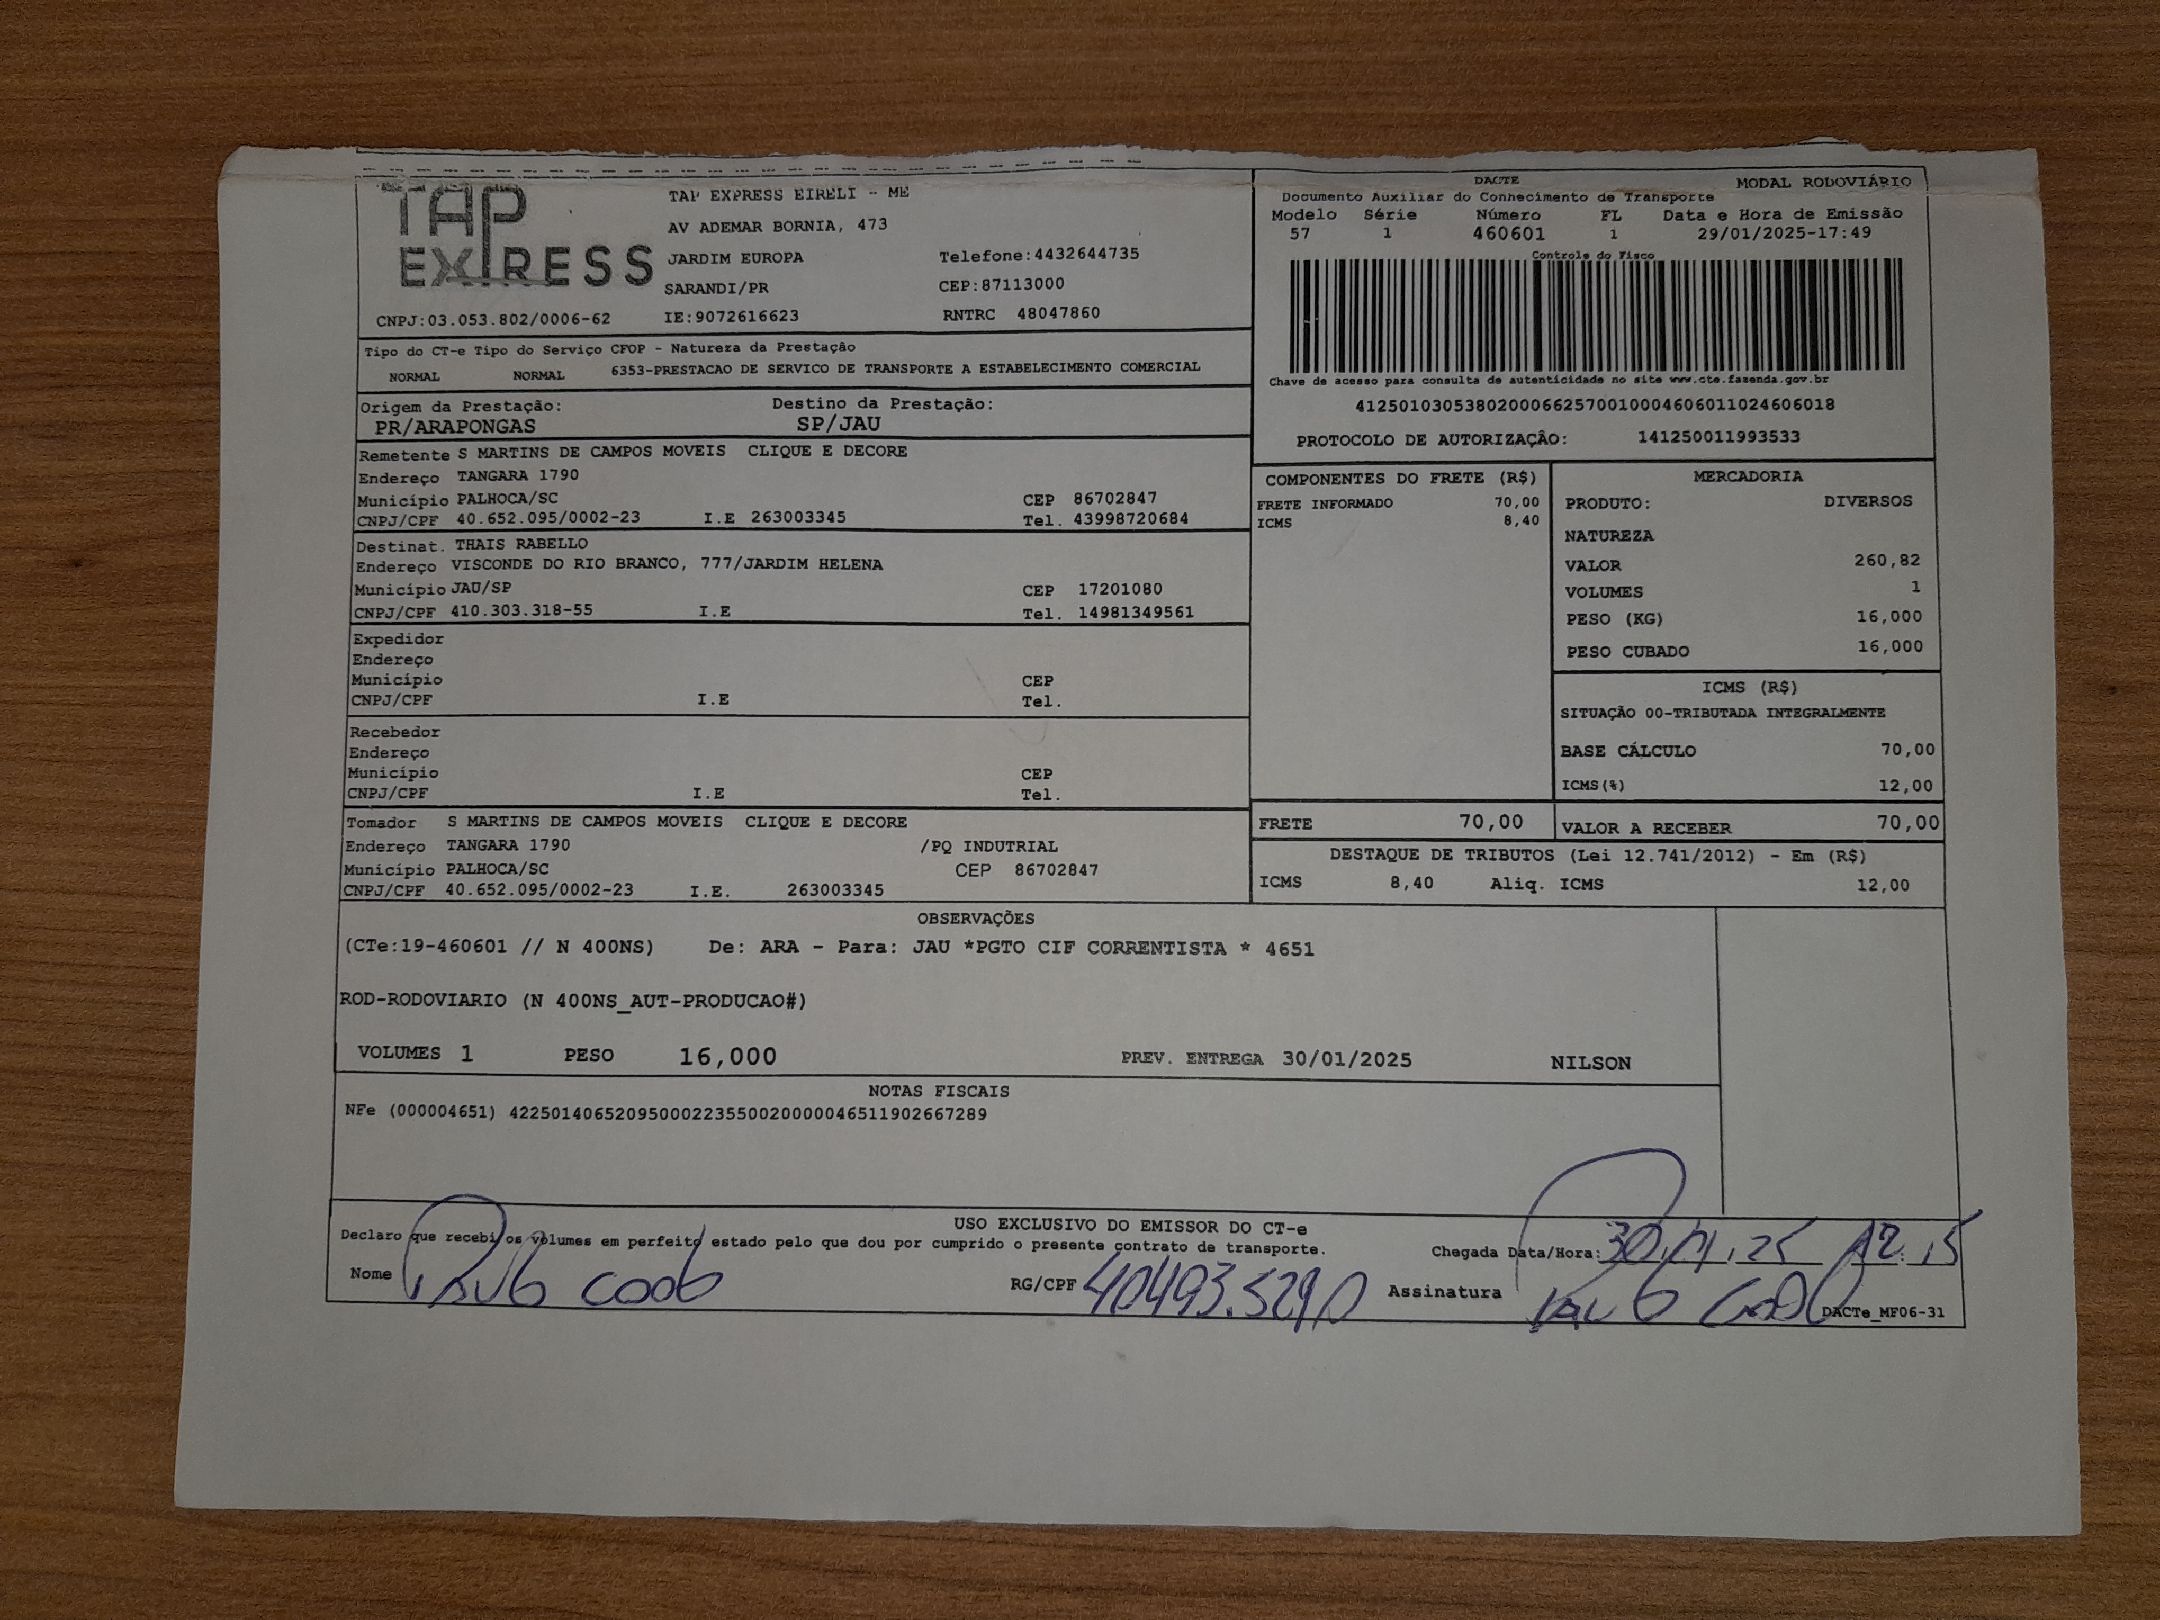 TAP EXPRESS
TAP EXPRESS EIRELI - ME
AV ADEMAR BORNIA, 473
JARDIM EUROPA Telefone:4432644735
SARANDI/PR CEP:87113000
CNPJ:03.053.802/0006-62 IE:9072616623 RNTRC 48047860
DACTE MODAL RODOVIÁRIO
Documento Auxiliar do Conhecimento de Transporte
Modelo Série Número FL Data e Hora de Emissão
57 1 460601 1 29/01/2025-17:49
Controle do Fisco
Chave de acesso para consulta de autenticidade no site www.cte.fazenda.gov.br
41250103053802000662570010004606011024606018
PROTOCOLO DE AUTORIZAÇÃO: 141250011993533
Tipo do CT-e Tipo do Serviço CFOP - Natureza da Prestação
NORMAL NORMAL 6353-PRESTACAO DE SERVICO DE TRANSPORTE A ESTABELECIMENTO COMERCIAL
Origem da Prestação: Destino da Prestação:
PR/ARAPONGAS SP/JAU
Remetente S MARTINS DE CAMPOS MOVEIS CLIQUE E DECORE
Endereço TANGARA 1790
Município PALHOCA/SC CEP 86702847
CNPJ/CPF 40.652.095/0002-23 I.E 263003345 Tel. 43998720684
Destinat. THAIS RABELLO
Endereço VISCONDE DO RIO BRANCO, 777/JARDIM HELENA
Município JAU/SP CEP 17201080
CNPJ/CPF 410.303.318-55 I.E Tel. 14981349561
Expedidor
Endereço
Município CEP
CNPJ/CPF I.E Tel.
Recebedor
Endereço
Município CEP
CNPJ/CPF I.E Tel.
Tomador S MARTINS DE CAMPOS MOVEIS CLIQUE E DECORE
Endereço TANGARA 1790 /PQ INDUTRIAL
Município PALHOCA/SC CEP 86702847
CNPJ/CPF 40.652.095/0002-23 I.E. 263003345
COMPONENTES DO FRETE (R$)
FRETE INFORMADO 70,00
ICMS 8,40
MERCADORIA
PRODUTO: DIVERSOS
NATUREZA
VALOR 260,82
VOLUMES 1
PESO (KG) 16,000
PESO CUBADO 16,000
ICMS (R$)
SITUAÇÃO 00-TRIBUTADA INTEGRALMENTE
BASE CÁLCULO 70,00
ICMS(%) 12,00
FRETE 70,00 VALOR A RECEBER 70,00
DESTAQUE DE TRIBUTOS (Lei 12.741/2012) - Em (R$)
ICMS 8,40 Aliq. ICMS 12,00
OBSERVAÇÕES
(CTe:19-460601 // N 400NS) De: ARA - Para: JAU *PGTO CIF CORRENTISTA * 4651
ROD-RODOVIARIO (N 400NS_AUT-PRODUCAO#)
VOLUMES 1 PESO 16,000 PREV. ENTREGA 30/01/2025 NILSON
NOTAS FISCAIS
NFe (000004651) 42250140652095000223550020000046511902667289
USO EXCLUSIVO DO EMISSOR DO CT-e
Declaro que recebi os volumes em perfeito estado pelo que dou por cumprido o presente contrato de transporte.
Chegada Data/Hora:
Nome RG/CPF Assinatura
DACTe_MF06-31